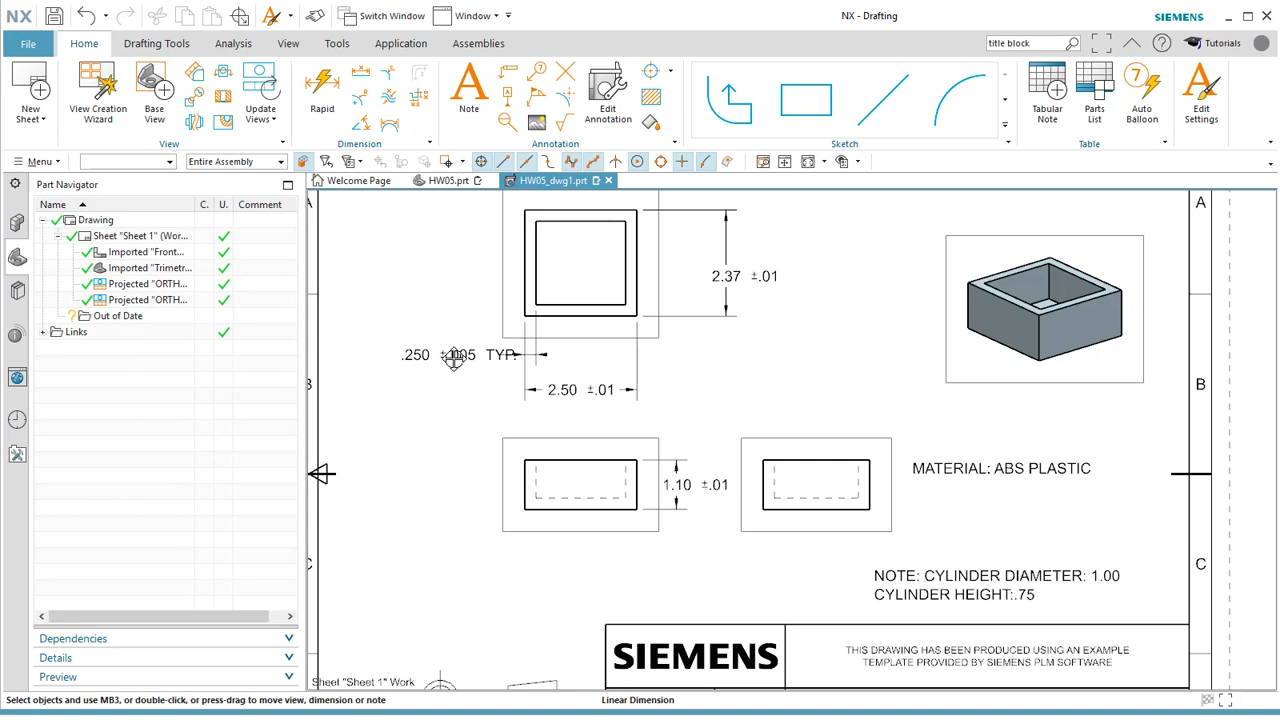 NX
Switch Window
Window
NX - Drafting
SIEMENS
File
Home
Drafting Tools
Analysis
View
Tools
Application
Assemblies
title block
Tutorials
New Sheet
View Creation Wizard
Base View
Update Views
View
Rapid
Dimension
Note
Edit Annotation
Annotation
Sketch
Tabular Note
Parts List
Auto Balloon
Table
Edit Settings
Menu
Entire Assembly
Part Navigator
Welcome Page
HW05.prt
HW05_dwg1.prt
Name
C.
U.
Comment
Drawing
Sheet "Sheet 1" (Wor...
Imported "Front...
Imported "Trimetr...
Projected "ORTH...
Projected "ORTH...
Out of Date
Links
Dependencies
Details
Preview
A
A
2.37 ±.01
.250 ±.005 TYP.
2.50 ±.01
B
B
1.10 ±.01
MATERIAL: ABS PLASTIC
C
C
NOTE: CYLINDER DIAMETER: 1.00
CYLINDER HEIGHT:.75
SIEMENS
THIS DRAWING HAS BEEN PRODUCED USING AN EXAMPLE
TEMPLATE PROVIDED BY SIEMENS PLM SOFTWARE
Sheet "Sheet 1" Work
Select objects and use MB3, or double-click, or press-drag to move view, dimension or note
Linear Dimension